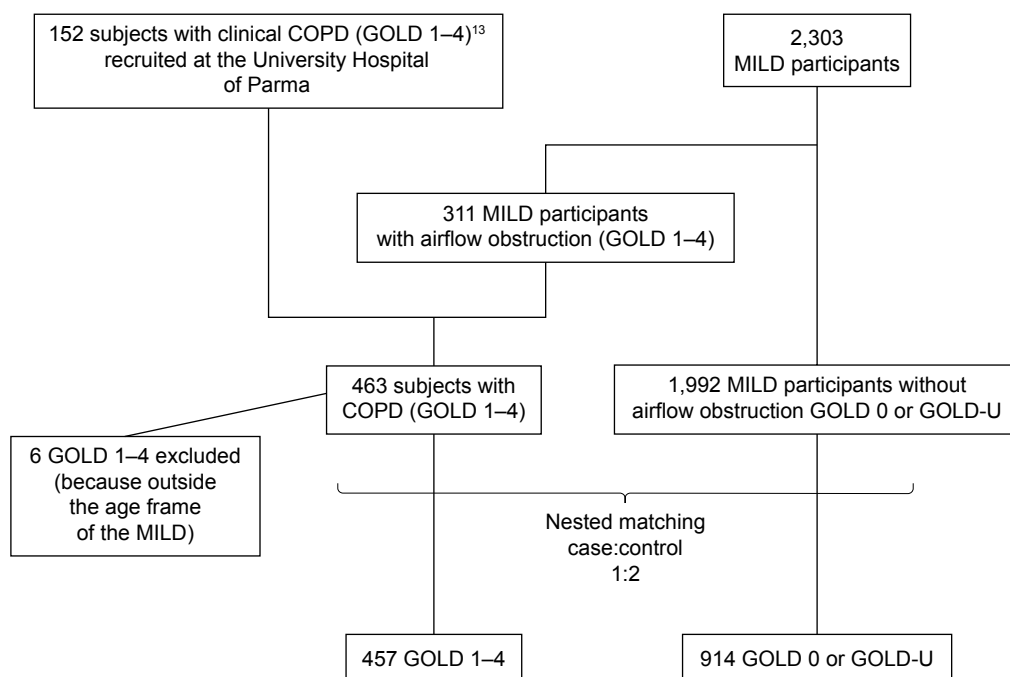 152 subjects with clinical COPD (GOLD 1–4)¹³
recruited at the University Hospital
of Parma
2,303
MILD participants
311 MILD participants
with airflow obstruction (GOLD 1–4)
463 subjects with
COPD (GOLD 1–4)
1,992 MILD participants without
airflow obstruction GOLD 0 or GOLD-U
6 GOLD 1–4 excluded
(because outside
the age frame
of the MILD)
Nested matching
case:control
1:2
457 GOLD 1–4
914 GOLD 0 or GOLD-U